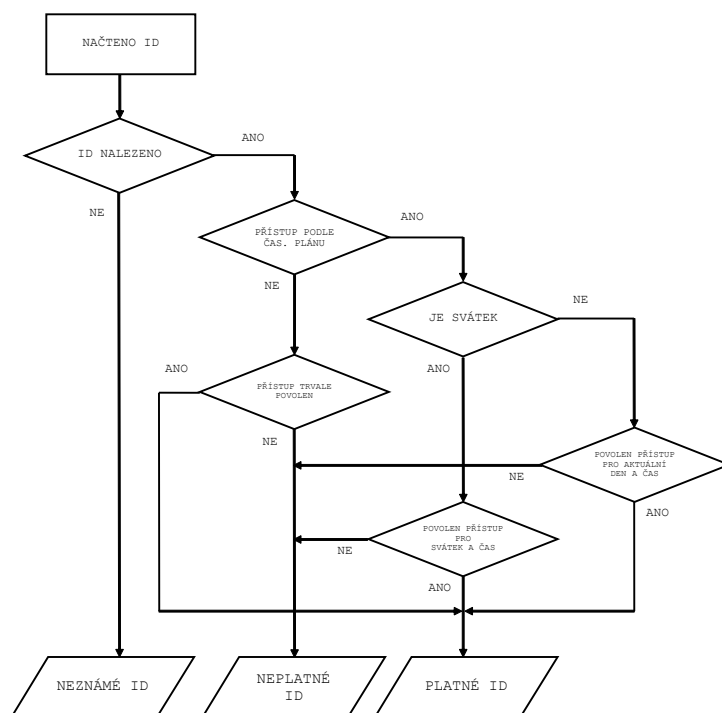 NAČTENO ID
ANO
ID NALEZENO
NE
ANO
PŘÍSTUP PODLE
ČAS. PLÁNU
NE
NE
JE SVÁTEK
ANO
ANO
PŘÍSTUP TRVALE
POVOLEN
NE
POVOLEN PŘÍSTUP
PRO AKTUÁLNÍ
DEN A ČAS
NE
ANO
POVOLEN PŘÍSTUP
PRO
SVÁTEK A ČAS
NE
ANO
NEZNÁMÉ ID
NEPLATNÉ
ID
PLATNÉ ID